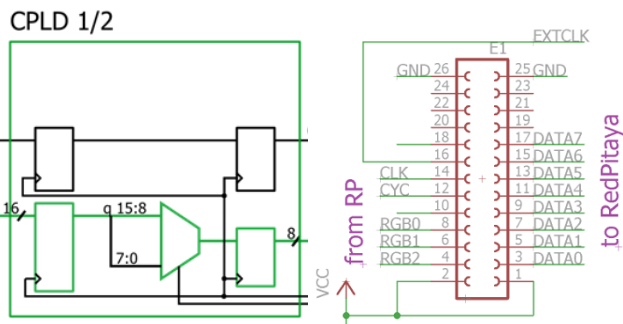 CPLD 1/2
16
q 15:8
7:0
8
EXTCLK
E1
GND 26 25 GND
24 23
22 21
20 19
18 17 DATA7
16 15 DATA6
CLK 14 13 DATA5
CYC 12 11 DATA4
10 9 DATA3
RGB0 8 7 DATA2
RGB1 6 5 DATA1
RGB2 4 3 DATA0
2 1
from RP
to RedPitaya
VCC